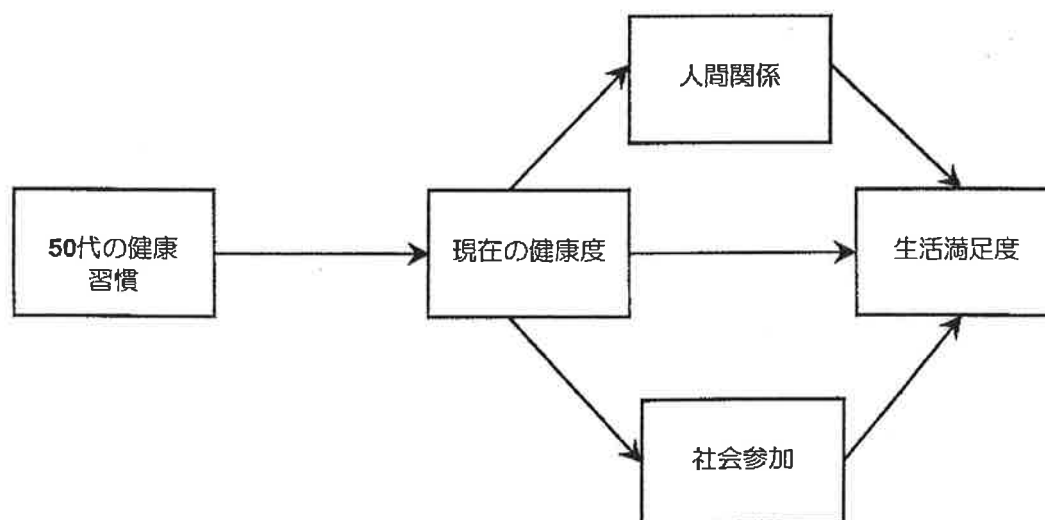 人間関係
50代の健康
習慣
現在の健康度
生活満足度
社会参加